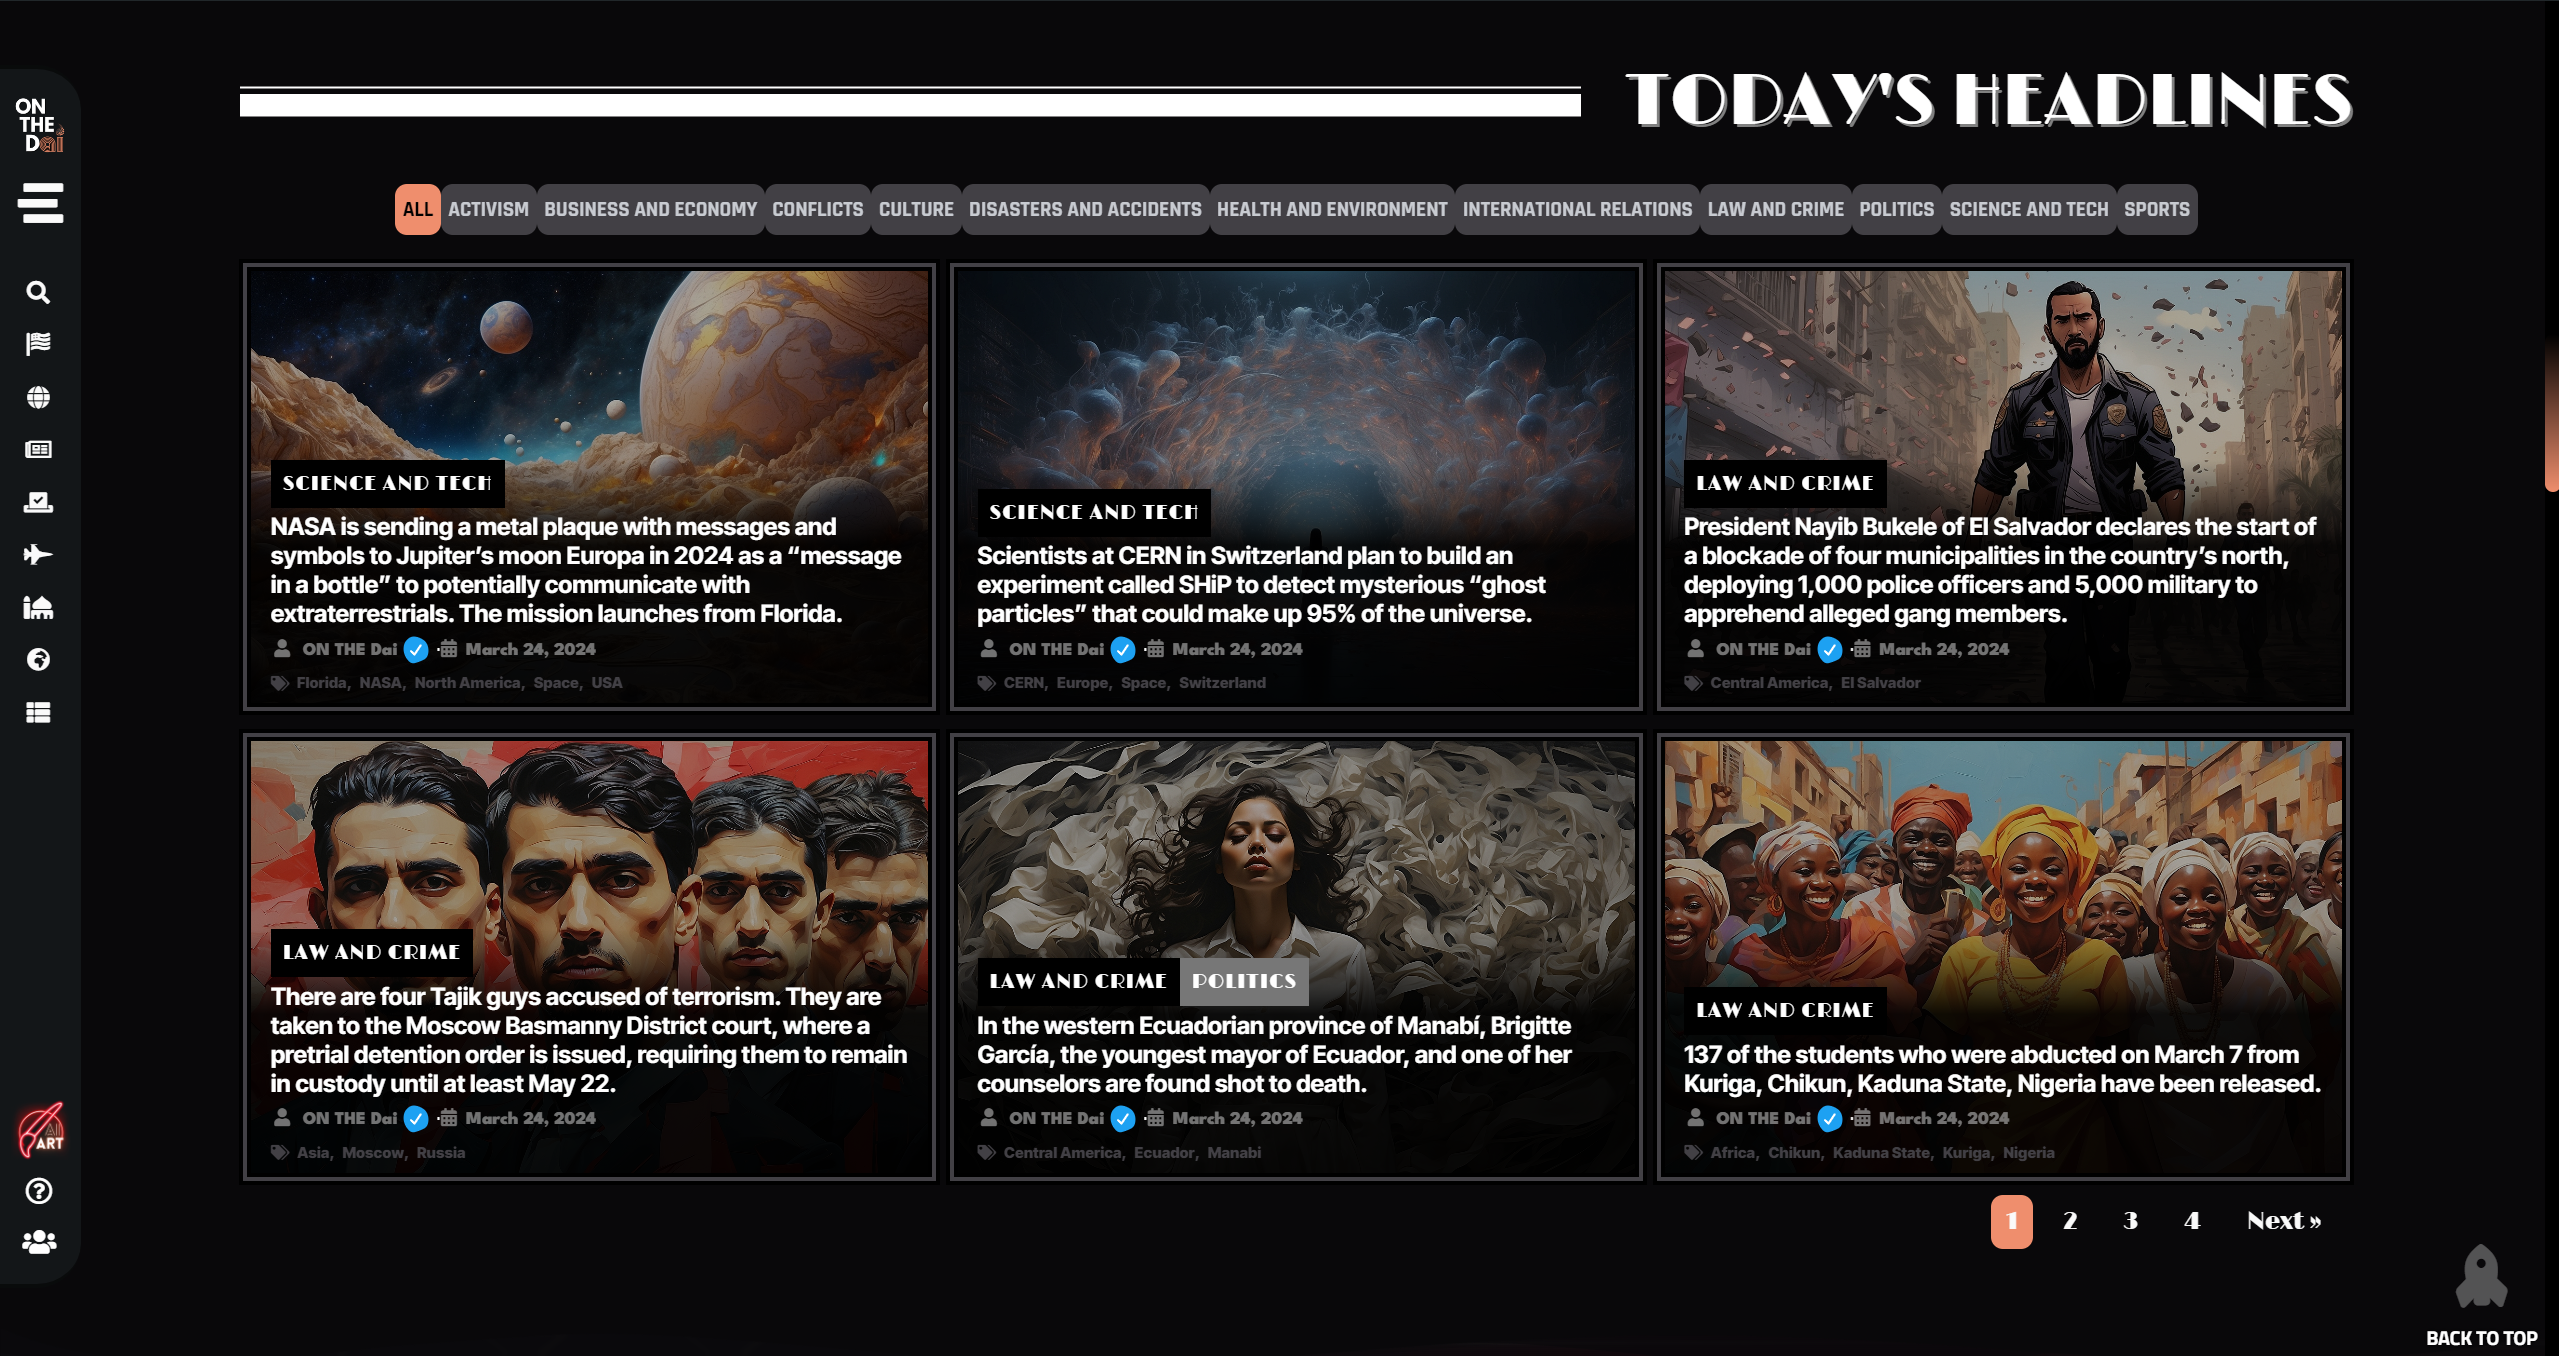 ON
THE
Dai
TODAY'S HEADLINES
ALL ACTIVISM BUSINESS AND ECONOMY CONFLICTS CULTURE DISASTERS AND ACCIDENTS HEALTH AND ENVIRONMENT INTERNATIONAL RELATIONS LAW AND CRIME POLITICS SCIENCE AND TECH SPORTS
SCIENCE AND TECH
NASA is sending a metal plaque with messages and
symbols to Jupiter’s moon Europa in 2024 as a “message
in a bottle” to potentially communicate with
extraterrestrials. The mission launches from Florida.
ON THE Dai · March 24, 2024
Florida, NASA, North America, Space, USA
SCIENCE AND TECH
Scientists at CERN in Switzerland plan to build an
experiment called SHiP to detect mysterious “ghost
particles” that could make up 95% of the universe.
ON THE Dai · March 24, 2024
CERN, Europe, Space, Switzerland
LAW AND CRIME
President Nayib Bukele of El Salvador declares the start of
a blockade of four municipalities in the country’s north,
deploying 1,000 police officers and 5,000 military to
apprehend alleged gang members.
ON THE Dai · March 24, 2024
Central America, El Salvador
LAW AND CRIME
There are four Tajik guys accused of terrorism. They are
taken to the Moscow Basmanny District court, where a
pretrial detention order is issued, requiring them to remain
in custody until at least May 22.
ON THE Dai · March 24, 2024
Asia, Moscow, Russia
LAW AND CRIME POLITICS
In the western Ecuadorian province of Manabí, Brigitte
García, the youngest mayor of Ecuador, and one of her
counselors are found shot to death.
ON THE Dai · March 24, 2024
Central America, Ecuador, Manabi
LAW AND CRIME
137 of the students who were abducted on March 7 from
Kuriga, Chikun, Kaduna State, Nigeria have been released.
ON THE Dai · March 24, 2024
Africa, Chikun, Kaduna State, Kuriga, Nigeria
AI
ART
1 2 3 4 Next »
BACK TO TOP